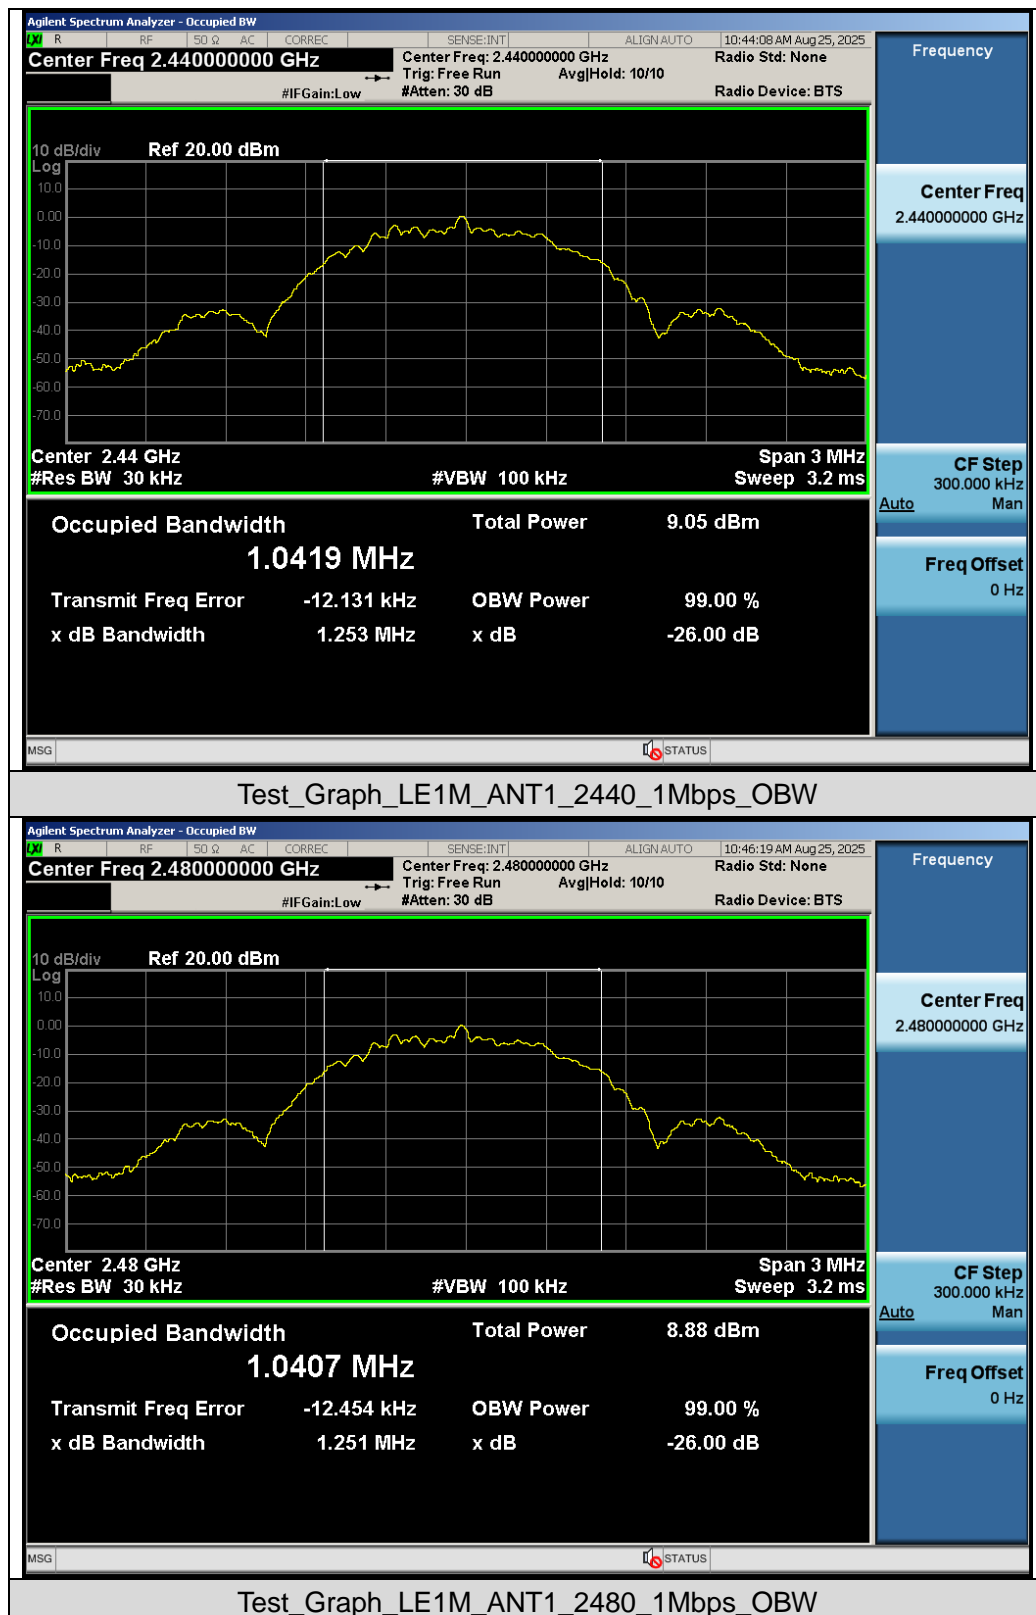 Agilent Spectrum Analyzer - Occupied BW
LXI R RF 50 Ω AC CORREC SENSE:INT ALIGN AUTO 10:44:08 AM Aug 25, 2025
Center Freq 2.440000000 GHz Center Freq: 2.440000000 GHz Radio Std: None
Trig: Free Run Avg|Hold: 10/10
#IFGain:Low #Atten: 30 dB Radio Device: BTS
Frequency
10 dB/div Ref 20.00 dBm
Log
10.0
0.00
-10.0
-20.0
-30.0
-40.0
-50.0
-60.0
-70.0
Center Freq
2.440000000 GHz
Center 2.44 GHz Span 3 MHz
#Res BW 30 kHz #VBW 100 kHz Sweep 3.2 ms
CF Step
300.000 kHz
Auto Man
Occupied Bandwidth Total Power 9.05 dBm
1.0419 MHz
Transmit Freq Error -12.131 kHz OBW Power 99.00 %
x dB Bandwidth 1.253 MHz x dB -26.00 dB
Freq Offset
0 Hz
MSG STATUS
Test_Graph_LE1M_ANT1_2440_1Mbps_OBW
Agilent Spectrum Analyzer - Occupied BW
LXI R RF 50 Ω AC CORREC SENSE:INT ALIGN AUTO 10:46:19 AM Aug 25, 2025
Center Freq 2.480000000 GHz Center Freq: 2.480000000 GHz Radio Std: None
Trig: Free Run Avg|Hold: 10/10
#IFGain:Low #Atten: 30 dB Radio Device: BTS
Frequency
10 dB/div Ref 20.00 dBm
Log
10.0
0.00
-10.0
-20.0
-30.0
-40.0
-50.0
-60.0
-70.0
Center Freq
2.480000000 GHz
Center 2.48 GHz Span 3 MHz
#Res BW 30 kHz #VBW 100 kHz Sweep 3.2 ms
CF Step
300.000 kHz
Auto Man
Occupied Bandwidth Total Power 8.88 dBm
1.0407 MHz
Transmit Freq Error -12.454 kHz OBW Power 99.00 %
x dB Bandwidth 1.251 MHz x dB -26.00 dB
Freq Offset
0 Hz
MSG STATUS
Test_Graph_LE1M_ANT1_2480_1Mbps_OBW